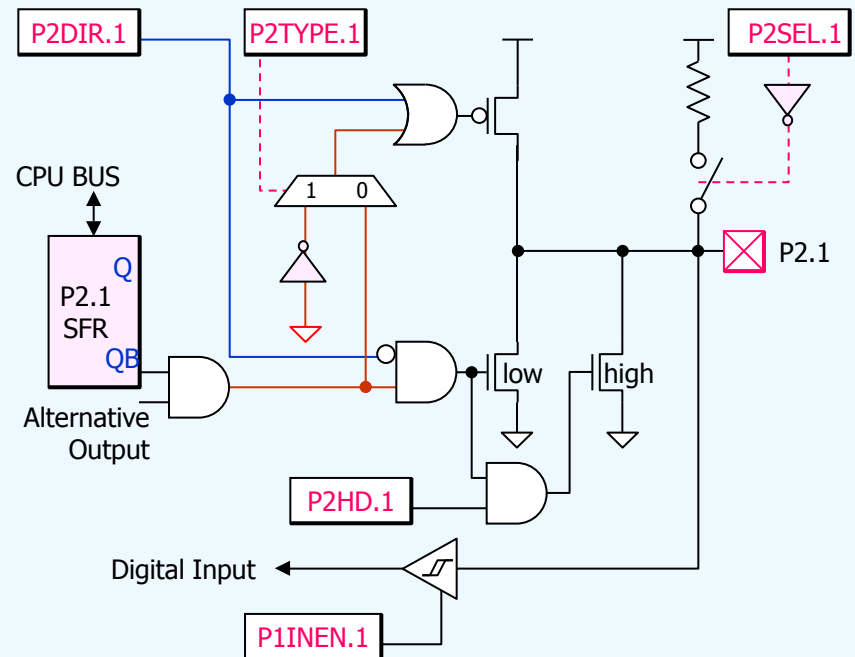 P2DIR.1
P2TYPE.1
P2SEL.1
1 0
CPU BUS
Q
P2.1
SFR
QB
P2.1
low
high
Alternative
Output
P2HD.1
Digital Input
P1INEN.1